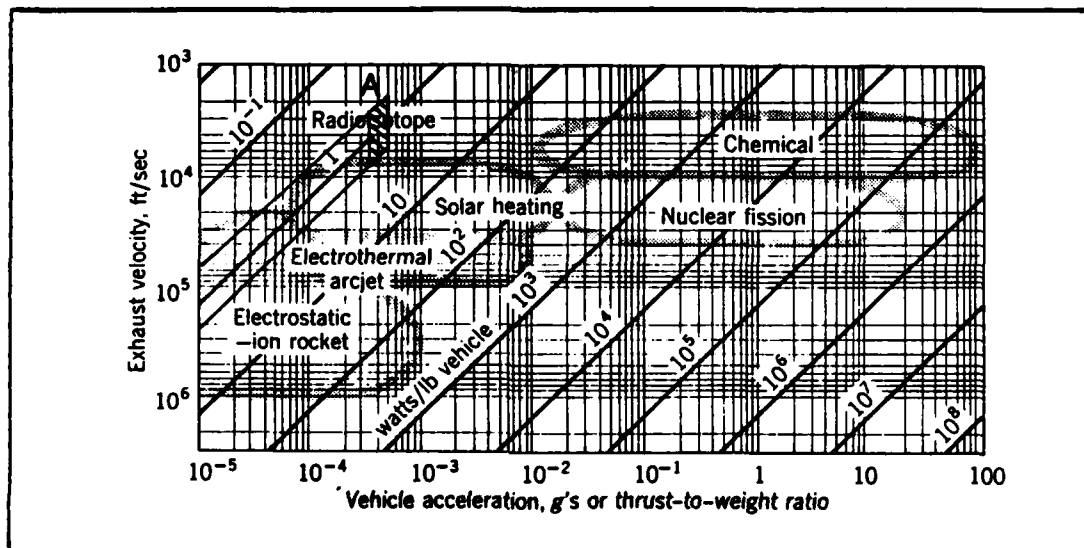 10³
10⁴
10⁵
10⁶
Exhaust velocity, ft/sec
A
10⁻¹
Radioisotope
1
10
10²
10³
10⁴
10⁵
10⁶
10⁷
10⁸
Chemical
Solar heating
Nuclear fission
Electrothermal
arcjet
Electrostatic
–ion rocket
watts/lb vehicle
10⁻⁵ 10⁻⁴ 10⁻³ 10⁻² 10⁻¹ 1 10 100
Vehicle acceleration, g's or thrust-to-weight ratio